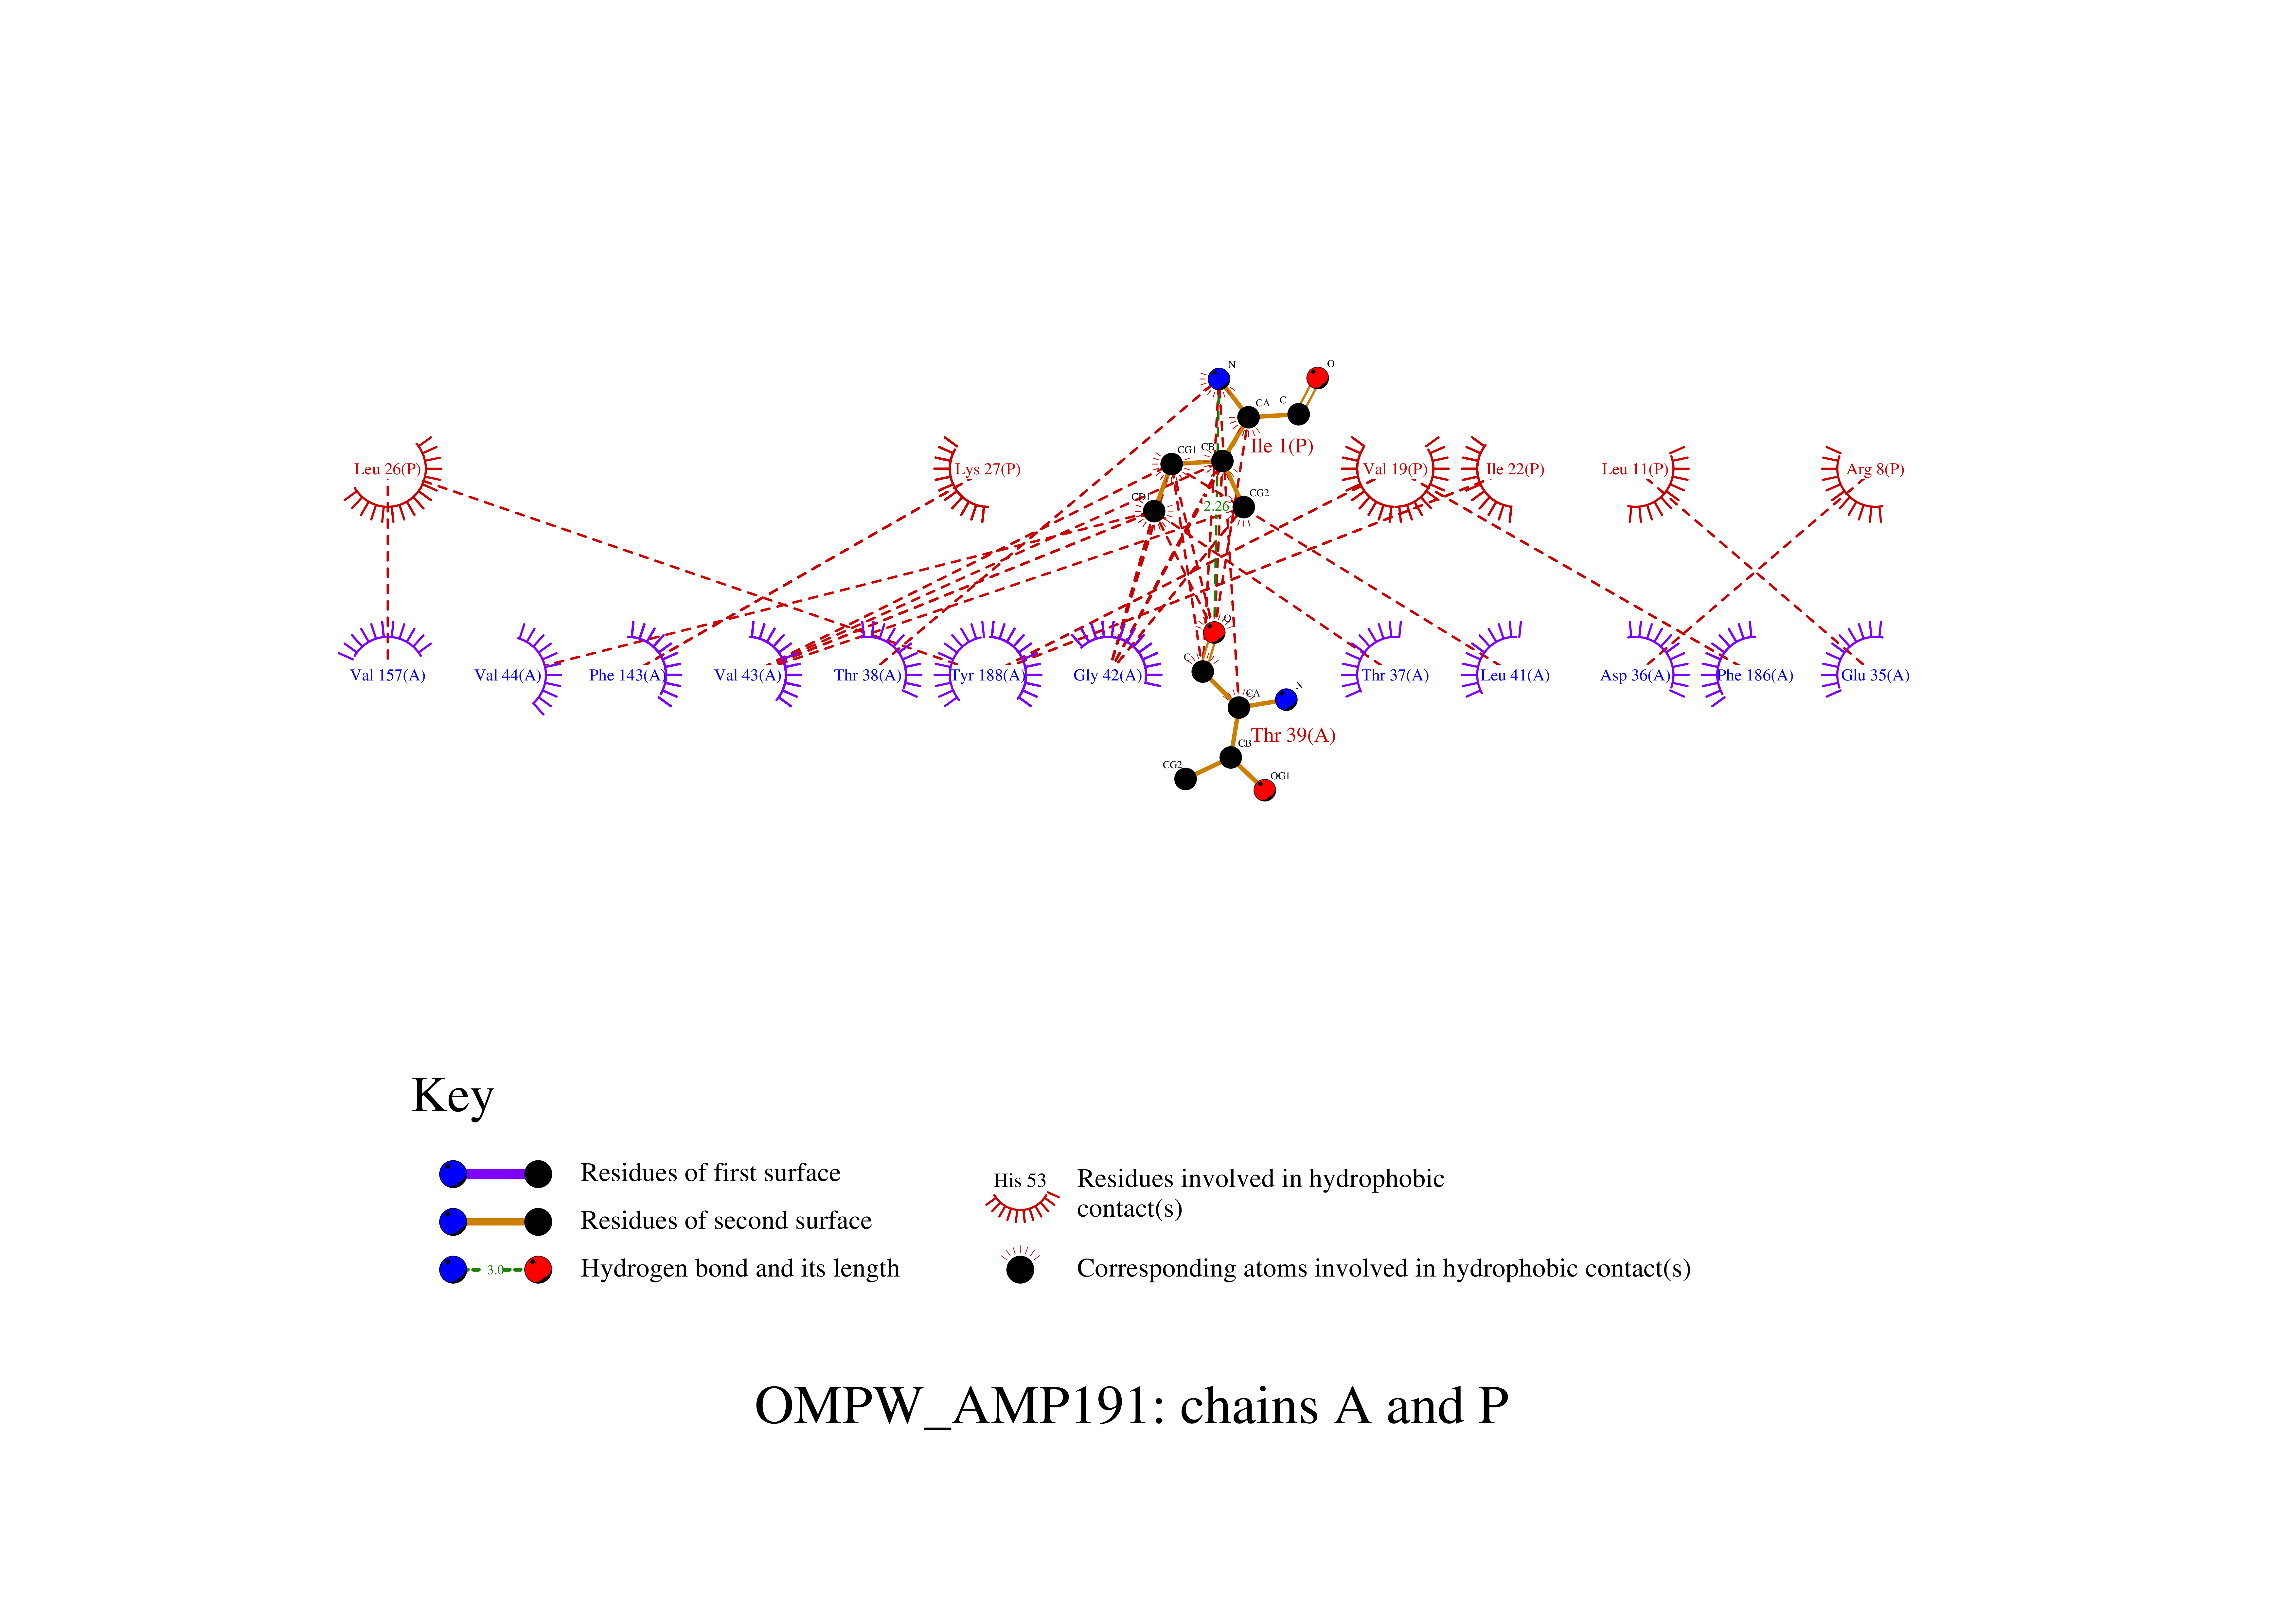 N
O
CA
C
Ile 1(P)
CG1
CB
Leu 26(P)
Lys 27(P)
Val 19(P)
Ile 22(P)
Leu 11(P)
Arg 8(P)
CD1
CG2
2.26
O
C
Val 157(A)
Val 44(A)
Phe 143(A)
Val 43(A)
Thr 38(A)
Tyr 188(A)
Gly 42(A)
Thr 37(A)
Leu 41(A)
Asp 36(A)
Phe 186(A)
Glu 35(A)
CA
N
Thr 39(A)
CB
CG2
OG1
Key
Residues of first surface
Residues of second surface
3.0
Hydrogen bond and its length
His 53
Residues involved in hydrophobic
contact(s)
Corresponding atoms involved in hydrophobic contact(s)
OMPW_AMP191: chains A and P